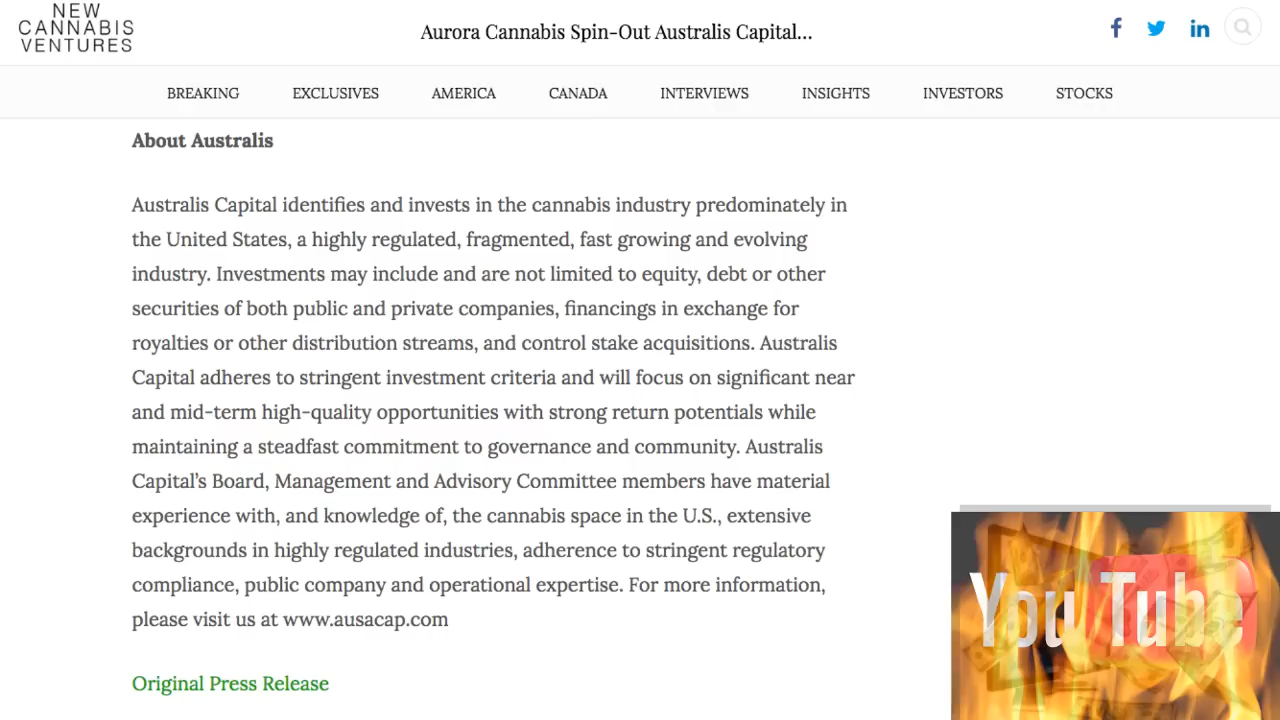 NEW
CANNABIS
VENTURES
Aurora Cannabis Spin-Out Australis Capital...
BREAKING EXCLUSIVES AMERICA CANADA INTERVIEWS INSIGHTS INVESTORS STOCKS
About Australis
Australis Capital identifies and invests in the cannabis industry predominately in
the United States, a highly regulated, fragmented, fast growing and evolving
industry. Investments may include and are not limited to equity, debt or other
securities of both public and private companies, financings in exchange for
royalties or other distribution streams, and control stake acquisitions. Australis
Capital adheres to stringent investment criteria and will focus on significant near
and mid-term high-quality opportunities with strong return potentials while
maintaining a steadfast commitment to governance and community. Australis
Capital's Board, Management and Advisory Committee members have material
experience with, and knowledge of, the cannabis space in the U.S., extensive
backgrounds in highly regulated industries, adherence to stringent regulatory
compliance, public company and operational expertise. For more information,
please visit us at www.ausacap.com
Original Press Release
YouTube